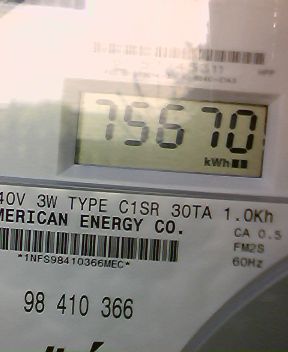 75670
kWh
40V 3W TYPE C1SR 30TA 1.0Kh
MERICAN ENERGY CO.
CA 0.5
FM2S
*1NFS98410366MEC*
60Hz
98 410 366